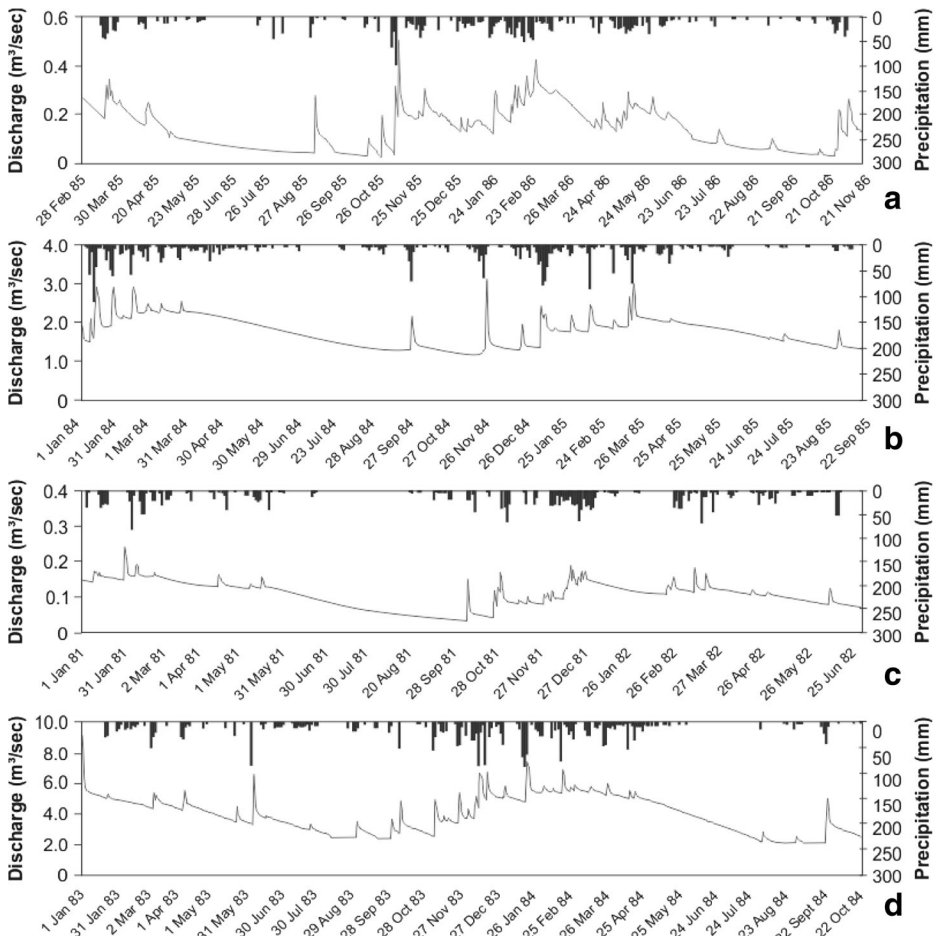 Discharge (m³/sec)
0.6
0.4
0.2
0
Precipitation (mm)
0
50
100
150
200
250
300
28 Feb 85
30 Mar 85
20 Apr 85
23 May 85
28 Jun 85
26 Jul 85
27 Aug 85
26 Sep 85
26 Oct 85
25 Nov 85
25 Dec 85
24 Jan 86
23 Feb 86
26 Mar 86
24 Apr 86
24 May 86
23 Jun 86
23 Jul 86
22 Aug 86
21 Sep 86
21 Oct 86
21 Nov 86
a
Discharge (m³/sec)
4.0
3.0
2.0
1.0
0
Precipitation (mm)
0
50
100
150
200
250
300
1 Jan 84
31 Jan 84
1 Mar 84
31 Mar 84
30 Apr 84
30 May 84
29 Jun 84
23 Jul 84
28 Aug 84
27 Sep 84
27 Oct 84
26 Nov 84
26 Dec 84
25 Jan 85
24 Feb 85
26 Mar 85
25 Apr 85
25 May 85
24 Jun 85
24 Jul 85
23 Aug 85
22 Sep 85
b
Discharge (m³/sec)
0.4
0.3
0.2
0.1
0
Precipitation (mm)
0
50
100
150
200
250
300
1 Jan 81
31 Jan 81
2 Mar 81
1 Apr 81
1 May 81
31 May 81
30 Jun 81
30 Jul 81
20 Aug 81
28 Sep 81
28 Oct 81
27 Nov 81
27 Dec 81
26 Jan 82
26 Feb 82
27 Mar 82
26 Apr 82
26 May 82
25 Jun 82
c
Discharge (m³/sec)
10.0
8.0
6.0
4.0
2.0
0
Precipitation (mm)
0
50
100
150
200
250
300
1 Jan 83
31 Jan 83
2 Mar 83
1 Apr 83
1 May 83
31 May 83
30 Jun 83
30 Jul 83
29 Aug 83
28 Sep 83
28 Oct 83
27 Nov 83
27 Dec 83
26 Jan 84
25 Feb 84
26 Mar 84
25 Apr 84
25 May 84
24 Jun 84
24 Jul 84
23 Aug 84
22 Sept 84
22 Oct 84
d